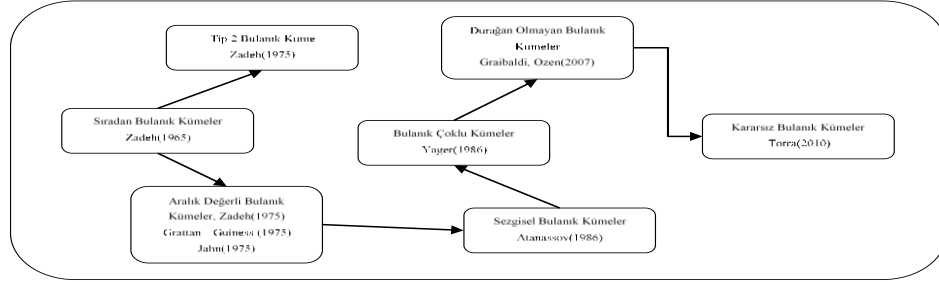 Tip 2 Bulanık Kume
Zadeh(1975)
Durağan Olmayan Bulanık
Kumeler
Graibaldi, Ozen(2007)
Sıradan Bulanık Kümeler
Zadeh(1965)
Bulanık Çoklu Kümeler
Yager(1986)
Kararsız Bulanık Kümeler
Torra(2010)
Aralık Değerli Bulanık
Kümeler, Zadeh(1975)
Grattan Guiness (1975)
Jahn(1975)
Sezgisel Bulanık Kümeler
Atanassov(1986)